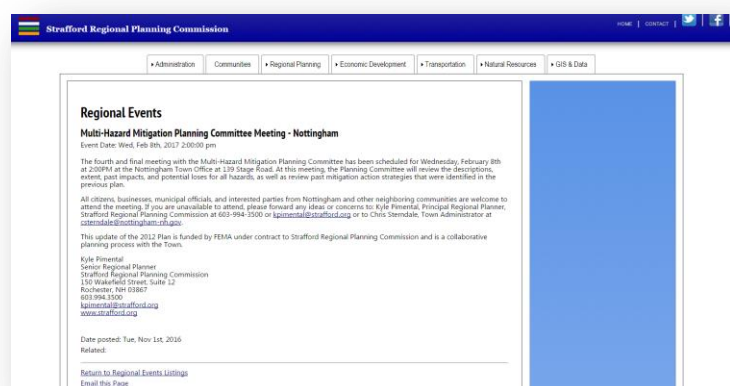 Strafford Regional Planning Commission
HOME | CONTACT |
Administration Communities Regional Planning Economic Development Transportation Natural Resources GIS & Data
Regional Events
Multi-Hazard Mitigation Planning Committee Meeting - Nottingham
Event Date: Wed, Feb 8th, 2017 2:00:00 pm
The fourth and final meeting with the Multi-Hazard Mitigation Planning Committee has been scheduled for Wednesday, February 8th
at 2:00PM at the Nottingham Town Office at 139 Stage Road. At this meeting, the Planning Committee will review the descriptions,
extent, past impacts, and potential loses for all hazards, as well as review past mitigation action strategies that were identified in the
previous plan.
All citizens, businesses, municipal officials, and interested parties from Nottingham and other neighboring communities are welcome to
attend the meeting. If you are unavailable to attend, please forward any ideas or concerns to: Kyle Pimental, Principal Regional Planner,
Strafford Regional Planning Commission at 603-994-3500 or kpimental@strafford.org or to Chris Sterndale, Town Administrator at
csterndale@nottingham-nh.gov.
This update of the 2012 Plan is funded by FEMA under contract to Strafford Regional Planning Commission and is a collaborative
planning process with the Town.
Kyle Pimental
Senior Regional Planner
Strafford Regional Planning Commission
150 Wakefield Street, Suite 12
Rochester, NH 03867
603.994.3500
kpimental@strafford.org
www.strafford.org
Date posted: Tue, Nov 1st, 2016
Related:
Return to Regional Events Listings
Email this Page